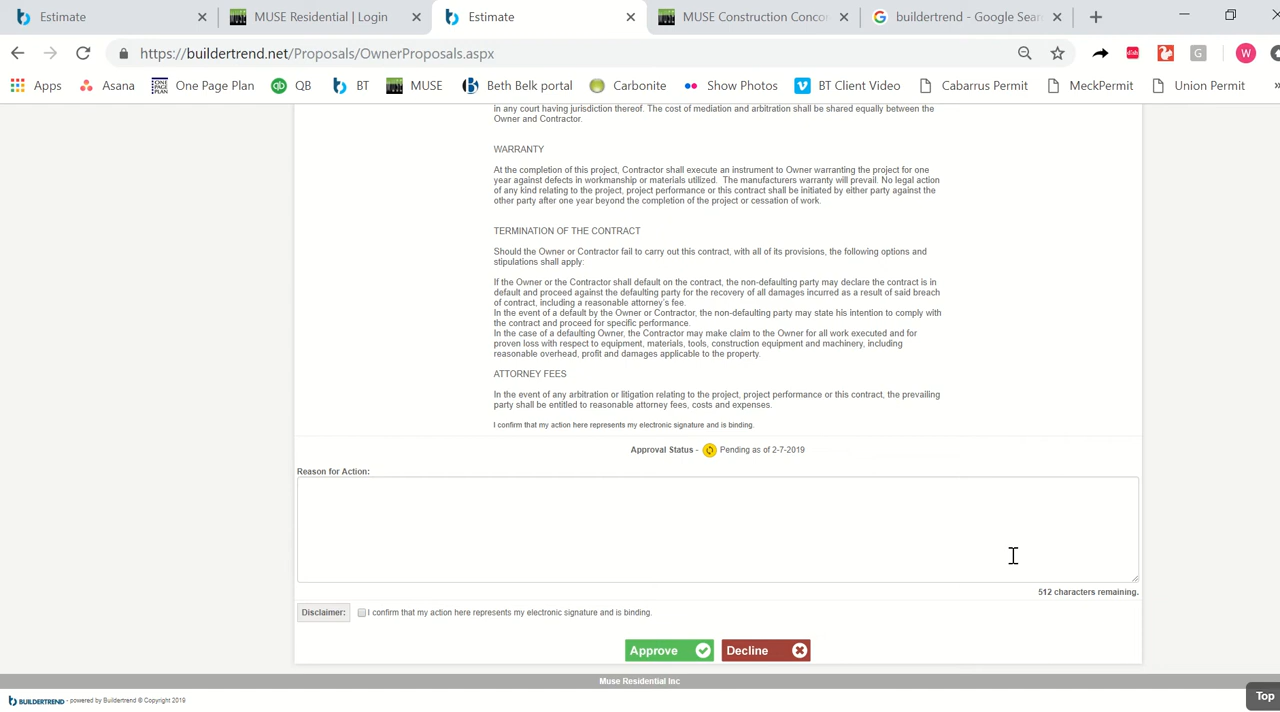 Estimate
MUSE Residential | Login
Estimate
MUSE Construction Concor
buildertrend - Google Sear
https://buildertrend.net/Proposals/OwnerProposals.aspx
W
Apps
Asana
One Page Plan
QB
BT
MUSE
Beth Belk portal
Carbonite
Show Photos
BT Client Video
Cabarrus Permit
MeckPermit
Union Permit
in any court having jurisdiction thereof. The cost of mediation and arbitration shall be shared equally between the
Owner and Contractor.
WARRANTY
At the completion of this project, Contractor shall execute an instrument to Owner warranting the project for one
year against defects in workmanship or materials utilized. The manufacturers warranty will prevail. No legal action
of any kind relating to the project, project performance or this contract shall be initiated by either party against the
other party after one year beyond the completion of the project or cessation of work.
TERMINATION OF THE CONTRACT
Should the Owner or Contractor fail to carry out this contract, with all of its provisions, the following options and
stipulations shall apply:
If the Owner or the Contractor shall default on the contract, the non-defaulting party may declare the contract is in
default and proceed against the defaulting party for the recovery of all damages incurred as a result of said breach
of contract, including a reasonable attorney's fee.
In the event of a default by the Owner or Contractor, the non-defaulting party may state his intention to comply with
the contract and proceed for specific performance.
In the case of a defaulting Owner, the Contractor may make claim to the Owner for all work executed and for
proven loss with respect to equipment, materials, tools, construction equipment and machinery, including
reasonable overhead, profit and damages applicable to the property.
ATTORNEY FEES
In the event of any arbitration or litigation relating to the project, project performance or this contract, the prevailing
party shall be entitled to reasonable attorney fees, costs and expenses.
I confirm that my action here represents my electronic signature and is binding.
Approval Status - Pending as of 2-7-2019
Reason for Action:
512 characters remaining.
Disclaimer: I confirm that my action here represents my electronic signature and is binding.
Approve
Decline
Muse Residential Inc
BUILDERTREND - powered by Buildertrend © Copyright 2019
Top